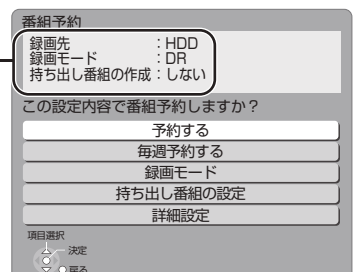 番組予約
録画先 : HDD
録画モード : DR
持ち出し番組の作成 : しない
この設定内容で番組予約しますか？
予約する
毎週予約する
録画モード
持ち出し番組の設定
詳細設定
項目選択
決定
戻る